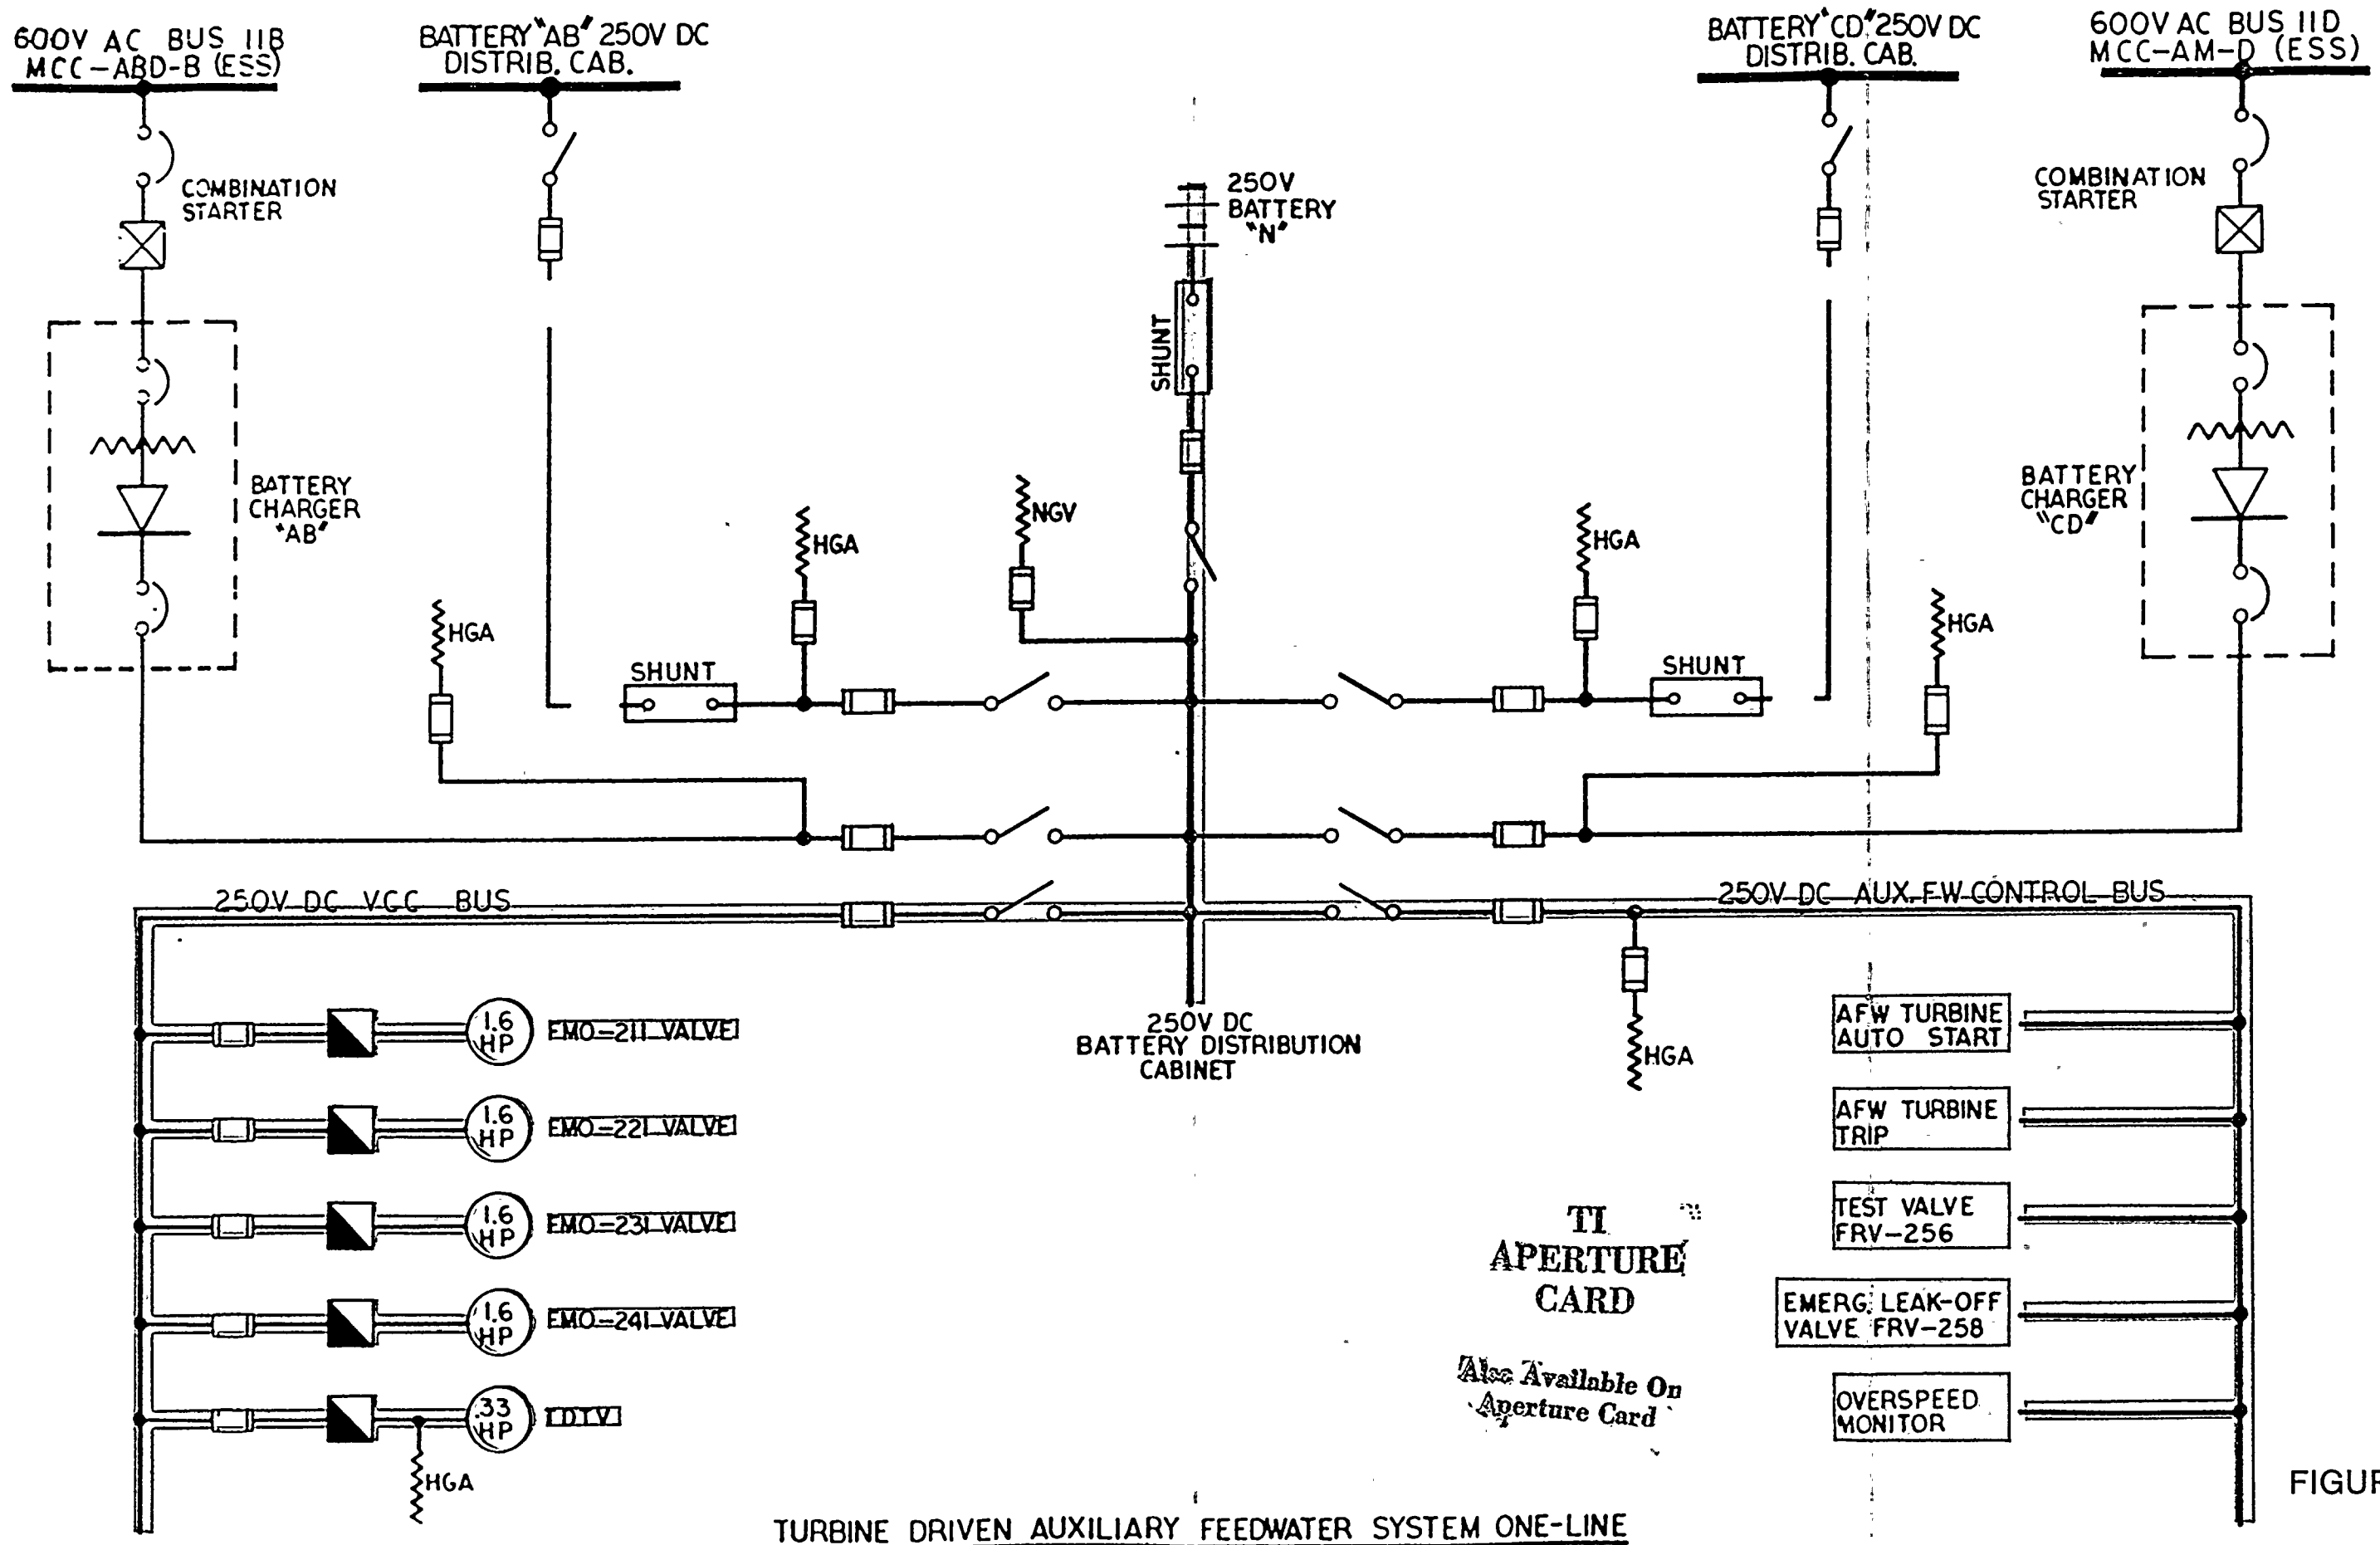 600V AC BUS 11B
MCC-ABD-B (ESS)
BATTERY "AB" 250V DC
DISTRIB. CAB.
BATTERY "CD" 250V DC
DISTRIB. CAB.
600V AC BUS 11D
MCC-AM-D (ESS)
COMBINATION
STARTER
250V
BATTERY
"N"
COMBINATION
STARTER
SHUNT
BATTERY
CHARGER
"AB"
HGA
NGV
HGA
BATTERY
CHARGER
"CD"
HGA
HGA
SHUNT
SHUNT
250V DC VCC BUS
250V DC AUX. FW CONTROL BUS
1.6
HP
EMO-211 VALVE
250V DC
BATTERY DISTRIBUTION
CABINET
HGA
AFW TURBINE
AUTO START
1.6
HP
EMO-221 VALVE
AFW TURBINE
TRIP
1.6
HP
EMO-231 VALVE
TI
APERTURE
CARD
TEST VALVE
FRV-256
1.6
HP
EMO-241 VALVE
EMERG. LEAK-OFF
VALVE FRV-258
Also Available On
Aperture Card
.33
HP
HGA
OVERSPEED
MONITOR
FIGUR
TURBINE DRIVEN AUXILIARY FEEDWATER SYSTEM ONE-LINE